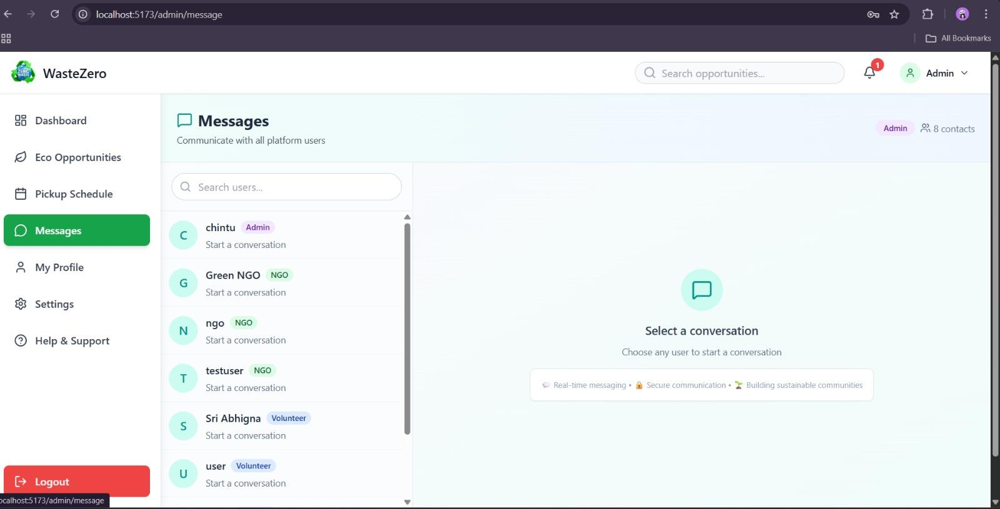 localhost:5173/admin/message
All Bookmarks
ZERO WASTE
WasteZero
Search opportunities...
1
Admin
Dashboard
Eco Opportunities
Pickup Schedule
Messages
My Profile
Settings
Help & Support
Logout
Messages
Communicate with all platform users
Admin
8 contacts
Search users...
C
chintu Admin
Start a conversation
G
Green NGO NGO
Start a conversation
N
ngo NGO
Start a conversation
T
testuser NGO
Start a conversation
S
Sri Abhigna Volunteer
Start a conversation
U
user Volunteer
Start a conversation
Select a conversation
Choose any user to start a conversation
Real-time messaging • Secure communication • Building sustainable communities
ocalhost:5173/admin/message